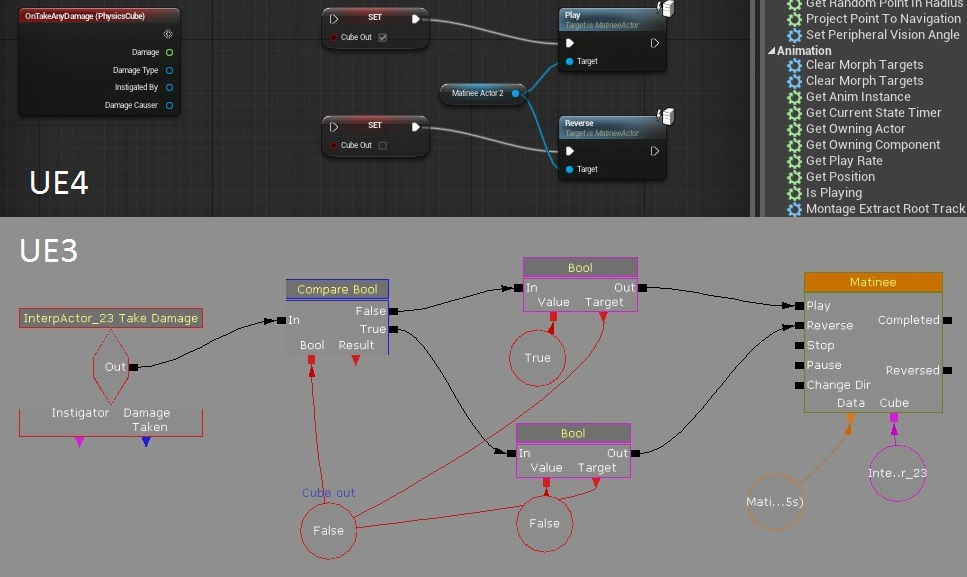 OnTakeAnyDamage (PhysicsCube)
Damage
Damage Type
Instigated By
Damage Causer
SET
Cube Out
SET
Cube Out
Matinee Actor 2
Play
Target is MatineeActor
Target
Reverse
Target is MatineeActor
Target
UE4
Get Random Point In Radius
Project Point To Navigation
Set Peripheral Vision Angle
Animation
Clear Morph Targets
Clear Morph Targets
Get Anim Instance
Get Current State Timer
Get Owning Actor
Get Owning Component
Get Play Rate
Get Position
Is Playing
Montage Extract Root Track
UE3
InterpActor_23 Take Damage
Out
Instigator Damage
Taken
Compare Bool
In
False
True
Bool Result
Cube out
False
Bool
In Out
Value Target
True
Bool
In Out
Value Target
False
Matinee
Play
Reverse
Stop
Pause
Change Dir
Completed
Reversed
Data Cube
Mati...5s)
Inte..r_23